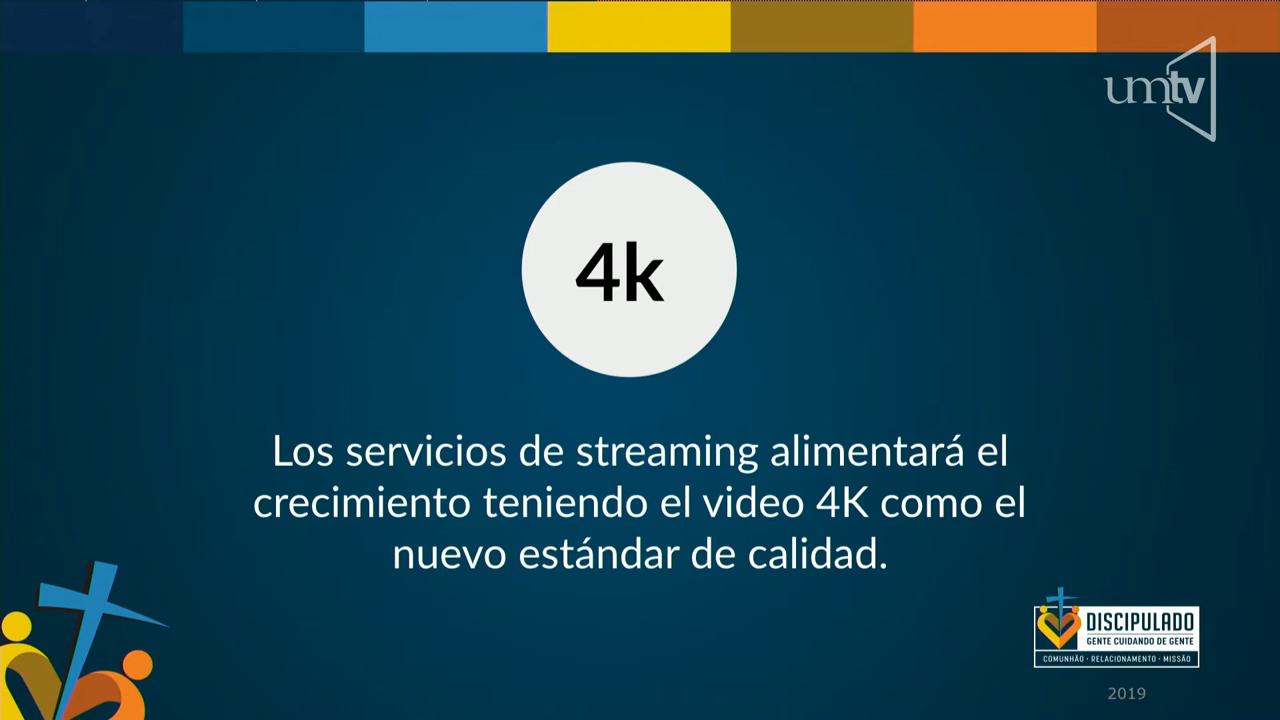 umtv
4k
Los servicios de streaming alimentará el
crecimiento teniendo el video 4K como el
nuevo estándar de calidad.
DISCIPULADO
GENTE CUIDANDO DE GENTE
COMUNHÃO · RELACIONAMENTO · MISSÃO
2019